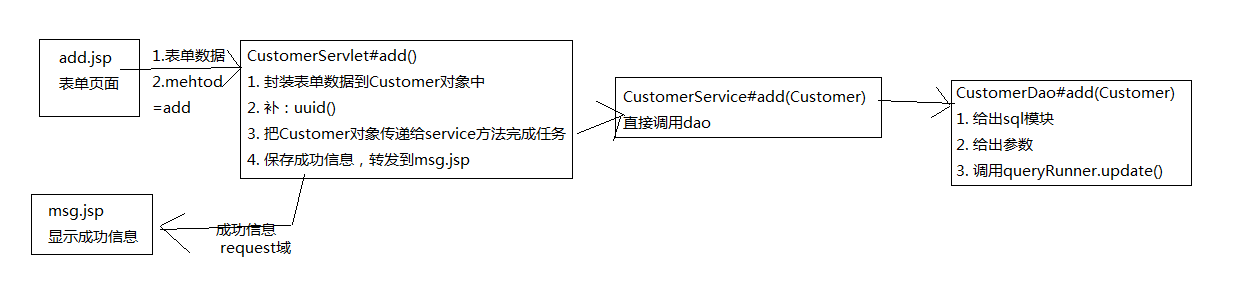 add.jsp
表单页面
1.表单数据
2.mehtod
=add
CustomerServlet#add()
1. 封装表单数据到Customer对象中
2. 补：uuid()
3. 把Customer对象传递给service方法完成任务
4. 保存成功信息，转发到msg.jsp
CustomerService#add(Customer)
直接调用dao
CustomerDao#add(Customer)
1. 给出sql模块
2. 给出参数
3. 调用queryRunner.update()
msg.jsp
显示成功信息
成功信息
request域